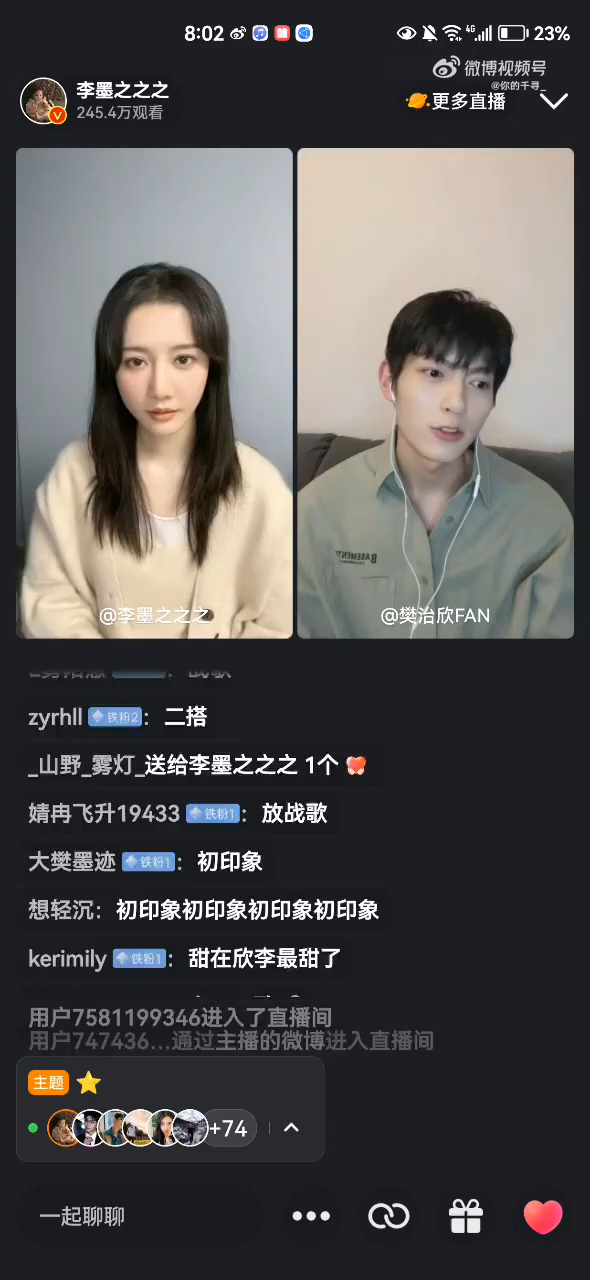 8:02 4G 23%
微博视频号
@你的千寻_
李墨之之之
245.4万观看
更多直播
BASEMENT
@李墨之之之
@樊治欣FAN
zyrhll 铁粉2： 二搭
_山野_雾灯_送给李墨之之之 1个
婧冉飞升19433 铁粉1： 放战歌
大樊墨迹 铁粉1： 初印象
想轻沉： 初印象初印象初印象初印象
kerimily 铁粉1： 甜在欣李最甜了
用户7581199346进入了直播间
用户747436...通过主播的微博进入直播间
主题
+74
一起聊聊